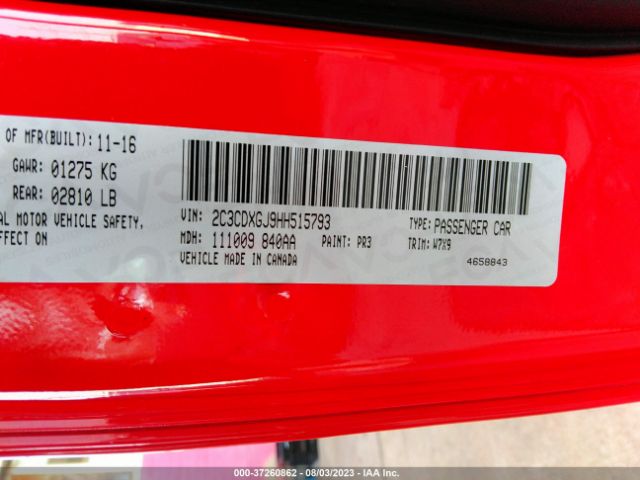 OF MFR(BUILT): 11-16
GAWR: 01275 KG
REAR: 02810 LB
AL MOTOR VEHICLE SAFETY,
EFFECT ON
VIN: 2C3CDXGJ9HH515793
TYPE: PASSENGER CAR
MDH: 111009 840AA
PAINT: PR3
TRIM: W7X9
VEHICLE MADE IN CANADA
4658843
000-37260862 - 08/03/2023 - IAA Inc.